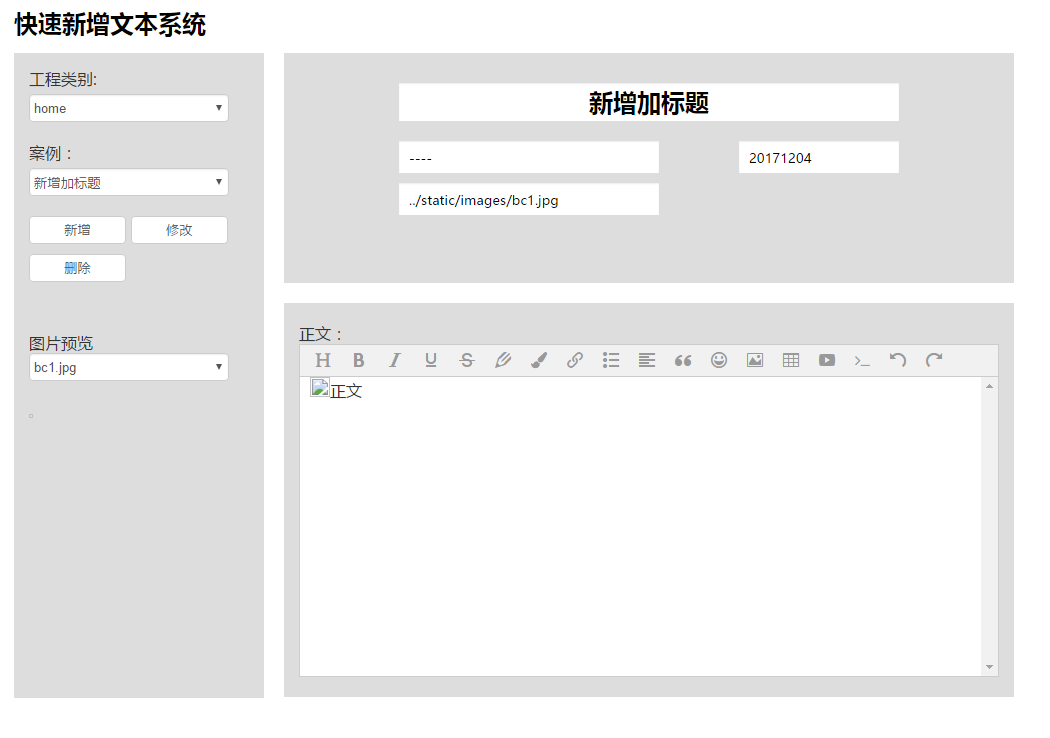 快速新增文本系统
工程类别:
home
案例：
新增加标题
新增 修改
删除
图片预览
bc1.jpg
新增加标题
---- 20171204
../static/images/bc1.jpg
正文：
正文